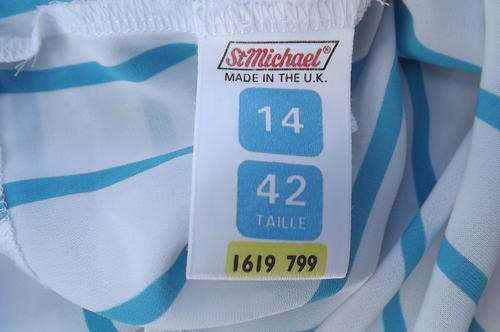 StMichael®
MADE IN THE U.K.
14
42
TAILLE
1619 799